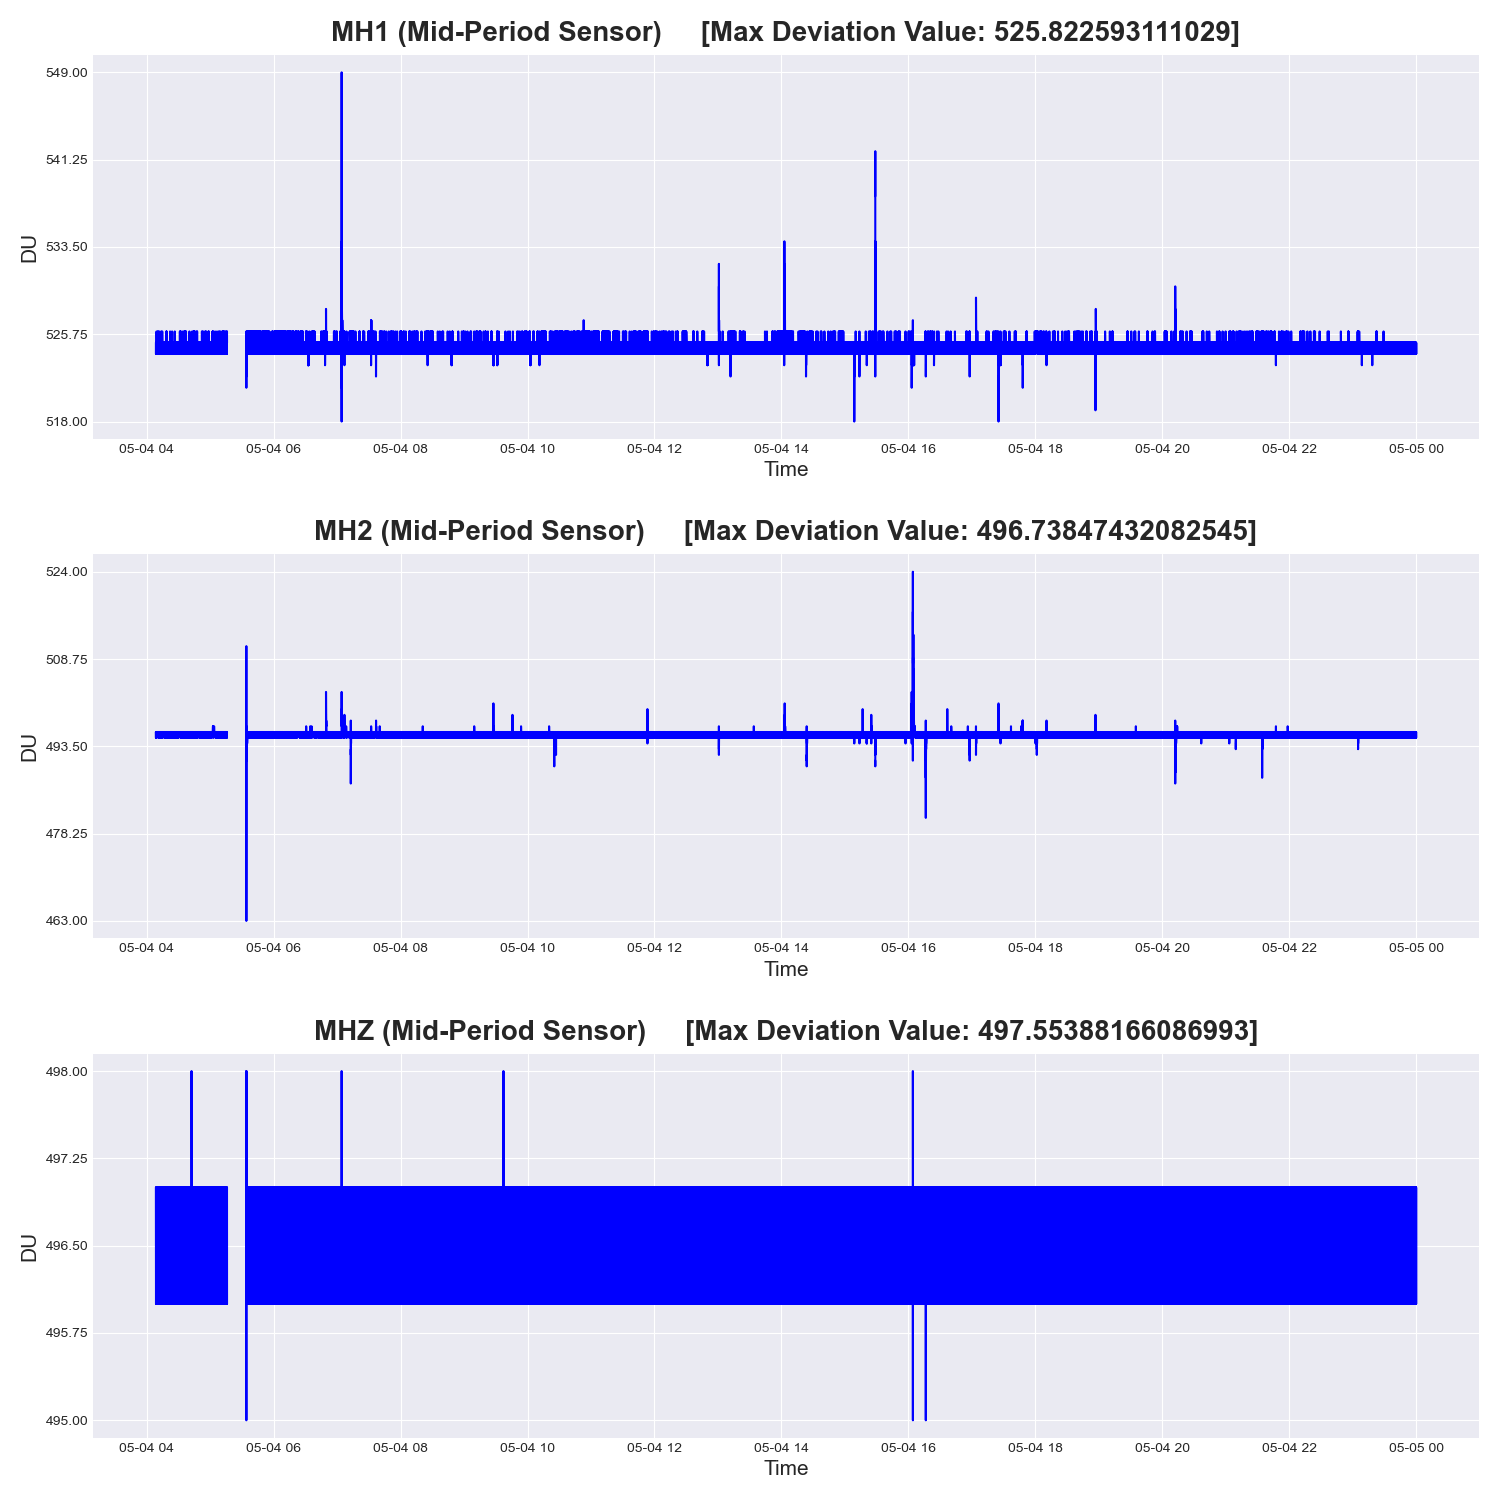 MH1 (Mid-Period Sensor) [Max Deviation Value: 525.822593111029]
549.00
541.25
533.50
525.75
518.00
DU
05-04 04 05-04 06 05-04 08 05-04 10 05-04 12 05-04 14 05-04 16 05-04 18 05-04 20 05-04 22 05-05 00
Time
MH2 (Mid-Period Sensor) [Max Deviation Value: 496.73847432082545]
524.00
508.75
493.50
478.25
463.00
DU
05-04 04 05-04 06 05-04 08 05-04 10 05-04 12 05-04 14 05-04 16 05-04 18 05-04 20 05-04 22 05-05 00
Time
MHZ (Mid-Period Sensor) [Max Deviation Value: 497.55388166086993]
498.00
497.25
496.50
495.75
495.00
DU
05-04 04 05-04 06 05-04 08 05-04 10 05-04 12 05-04 14 05-04 16 05-04 18 05-04 20 05-04 22 05-05 00
Time